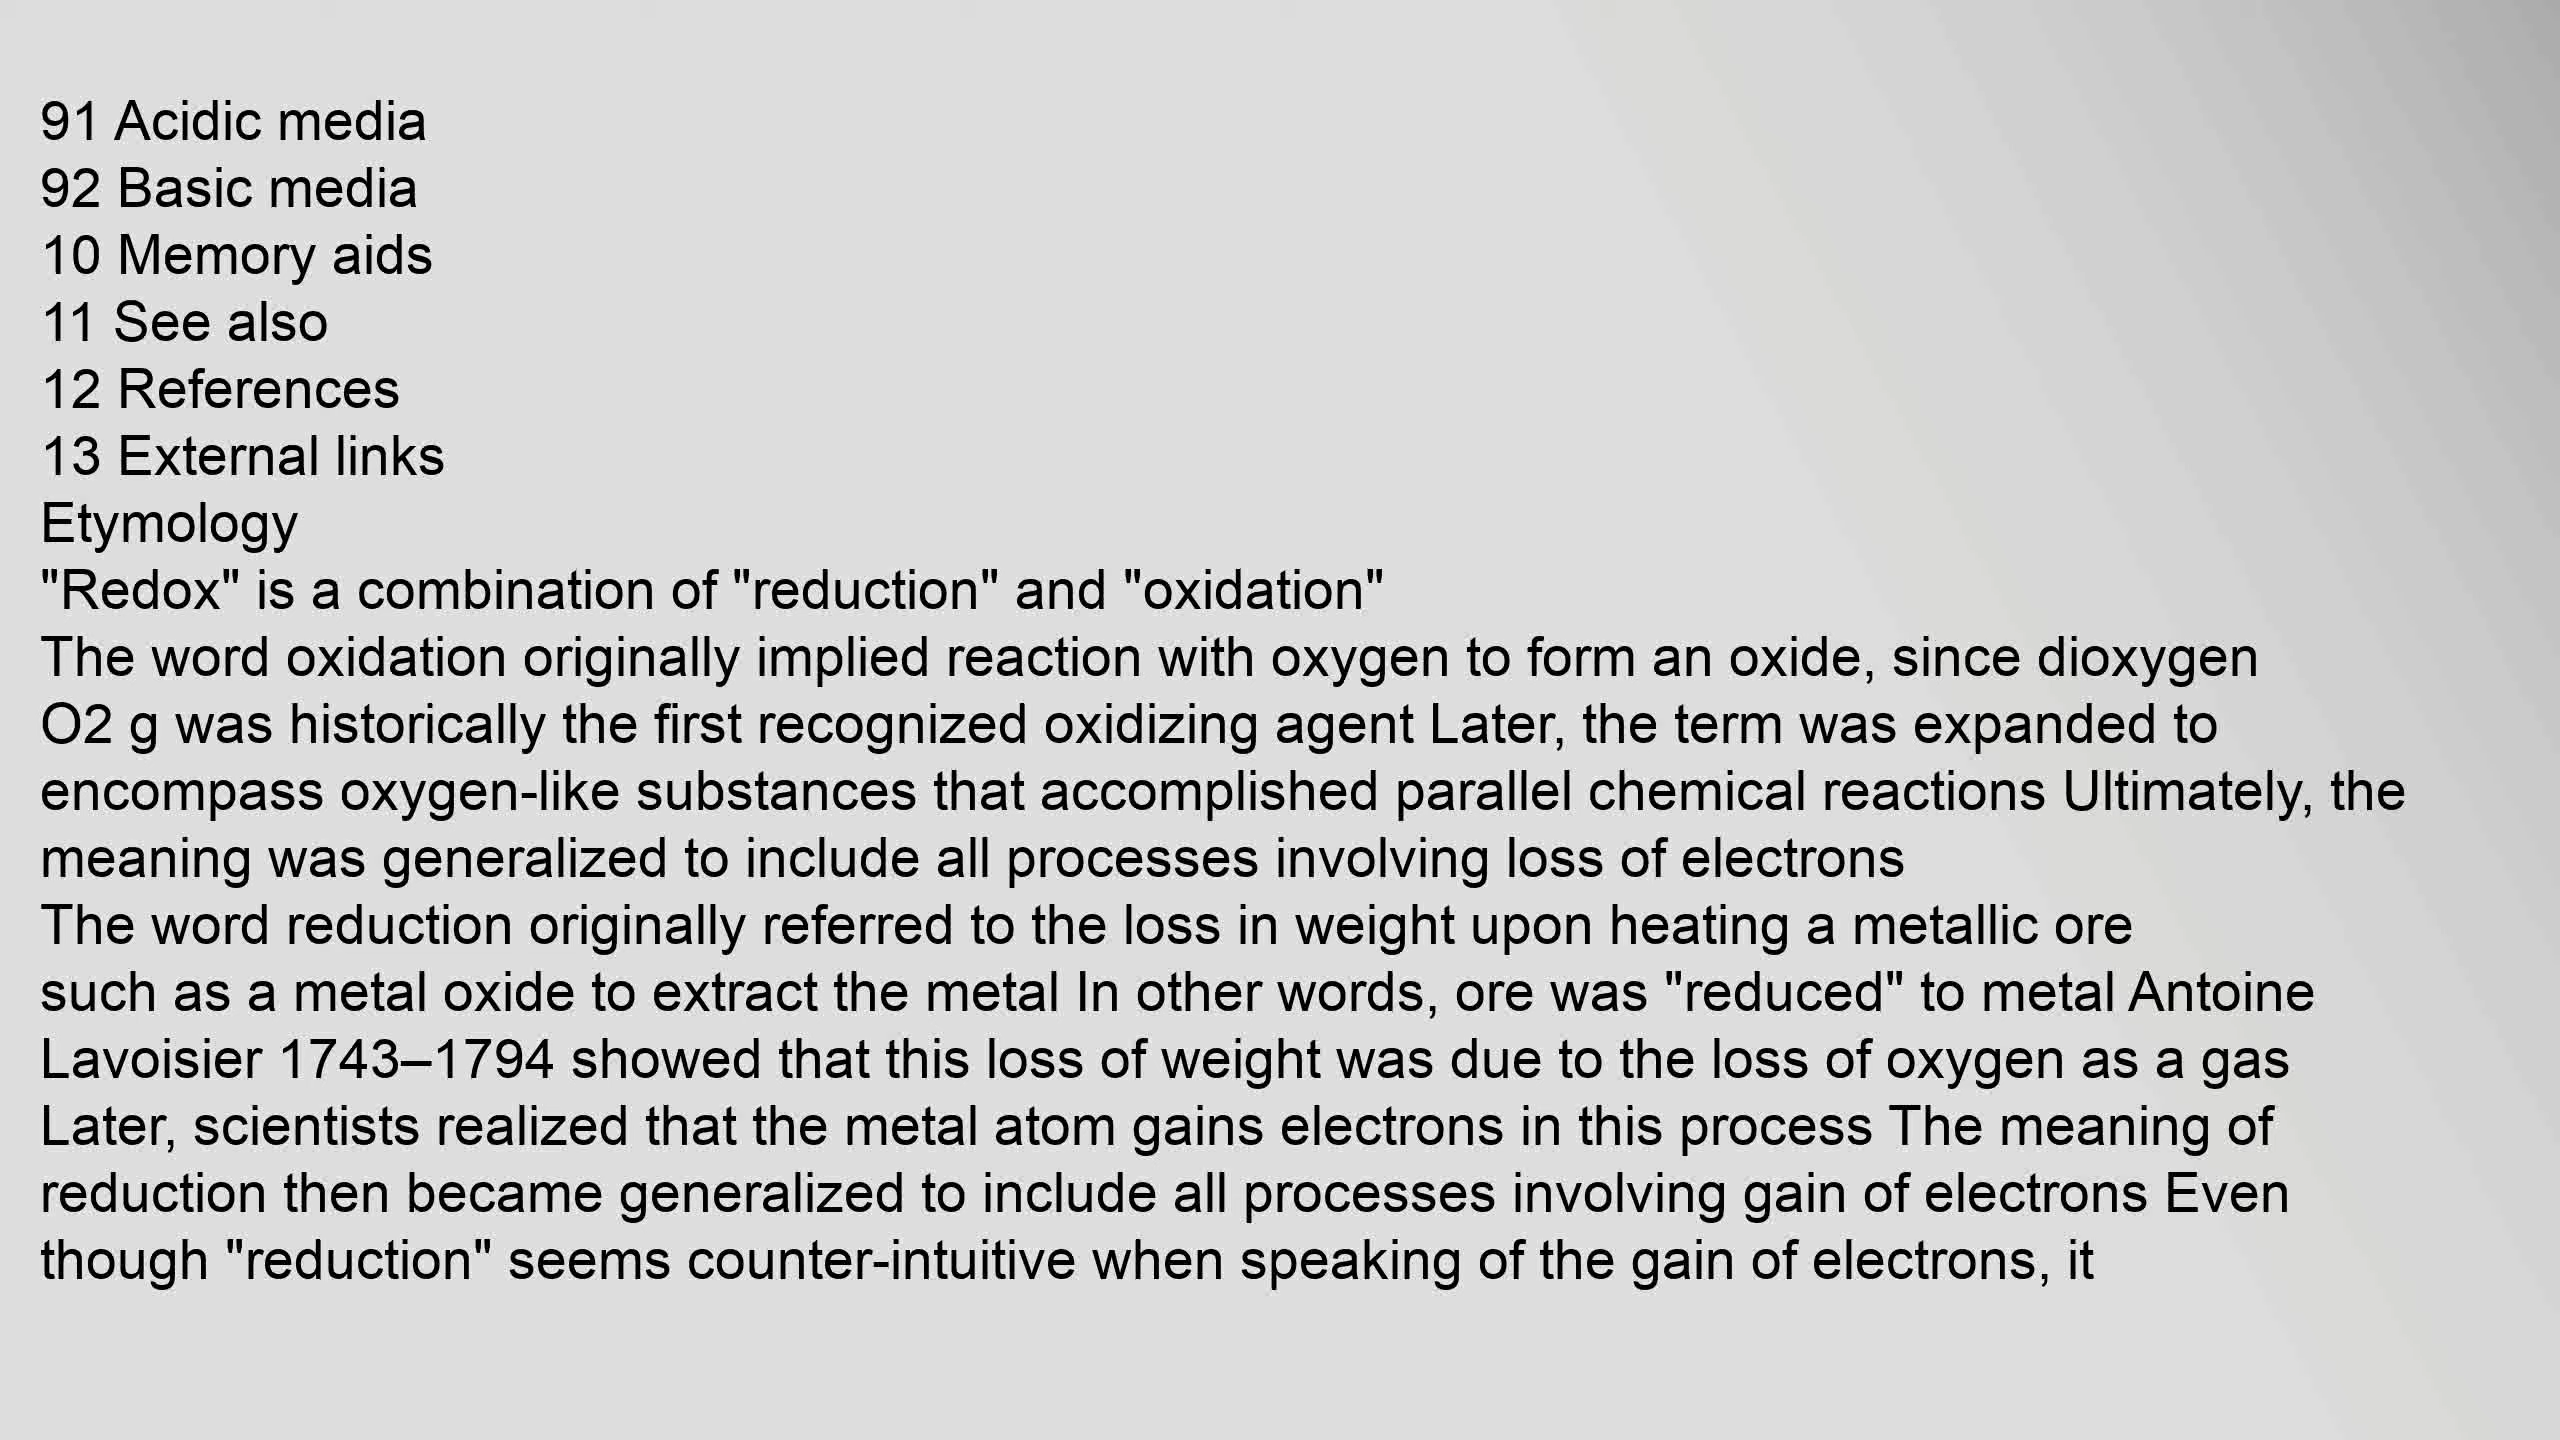 91 Acidic media
92 Basic media
10 Memory aids
11 See also
12 References
13 External links
Etymology
"Redox" is a combination of "reduction" and "oxidation"
The word oxidation originally implied reaction with oxygen to form an oxide, since dioxygen
O2 g was historically the first recognized oxidizing agent Later, the term was expanded to
encompass oxygen-like substances that accomplished parallel chemical reactions Ultimately, the
meaning was generalized to include all processes involving loss of electrons
The word reduction originally referred to the loss in weight upon heating a metallic ore
such as a metal oxide to extract the metal In other words, ore was "reduced" to metal Antoine
Lavoisier 1743–1794 showed that this loss of weight was due to the loss of oxygen as a gas
Later, scientists realized that the metal atom gains electrons in this process The meaning of
reduction then became generalized to include all processes involving gain of electrons Even
though "reduction" seems counter-intuitive when speaking of the gain of electrons, it